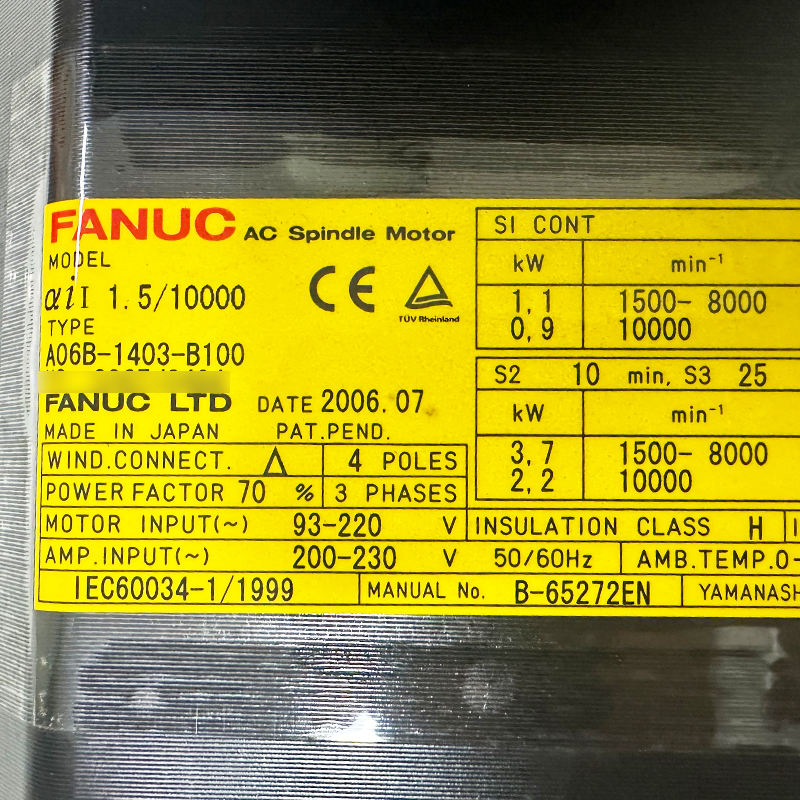 FANUC AC Spindle Motor
MODEL
αiI 1.5/10000
TYPE
A06B-1403-B100
FANUC LTD DATE 2006.07
MADE IN JAPAN PAT.PEND.
CE TÜVRheinland
SI CONT
kW min⁻¹
1,1 1500- 8000
0,9 10000
S2 10 min, S3 25
kW min⁻¹
3,7 1500- 8000
2,2 10000
WIND.CONNECT. △ 4 POLES
POWER FACTOR 70 % 3 PHASES
MOTOR INPUT(~) 93-220 V INSULATION CLASS H
AMP.INPUT(~) 200-230 V 50/60Hz AMB.TEMP.0-
IEC60034-1/1999 MANUAL No. B-65272EN YAMANASH